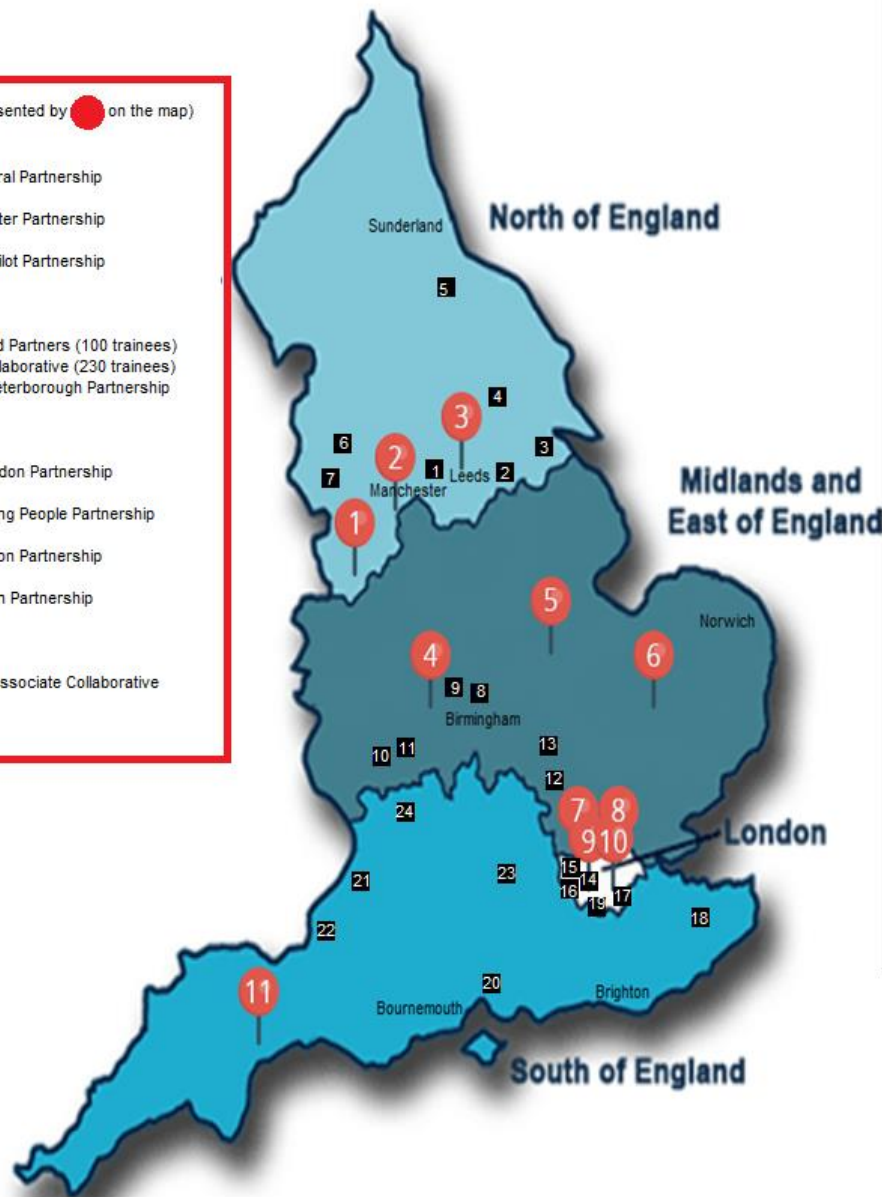 sented by on the map)
ral Partnership
ter Partnership
ilot Partnership
d Partners (100 trainees)
laborative (230 trainees)
eterborough Partnership
don Partnership
ng People Partnership
on Partnership
n Partnership
ssociate Collaborative
Sunderland
North of England
5
4
3
3
6
2
1
Leeds
2
7
Manchester
1
Midlands and
East of England
5
Norwich
4
6
9
8
Birmingham
13
10
11
12
7
8
24
9
10
London
15
23
14
21
16
17
19
18
22
20
11
Brighton
Bournemouth
South of England